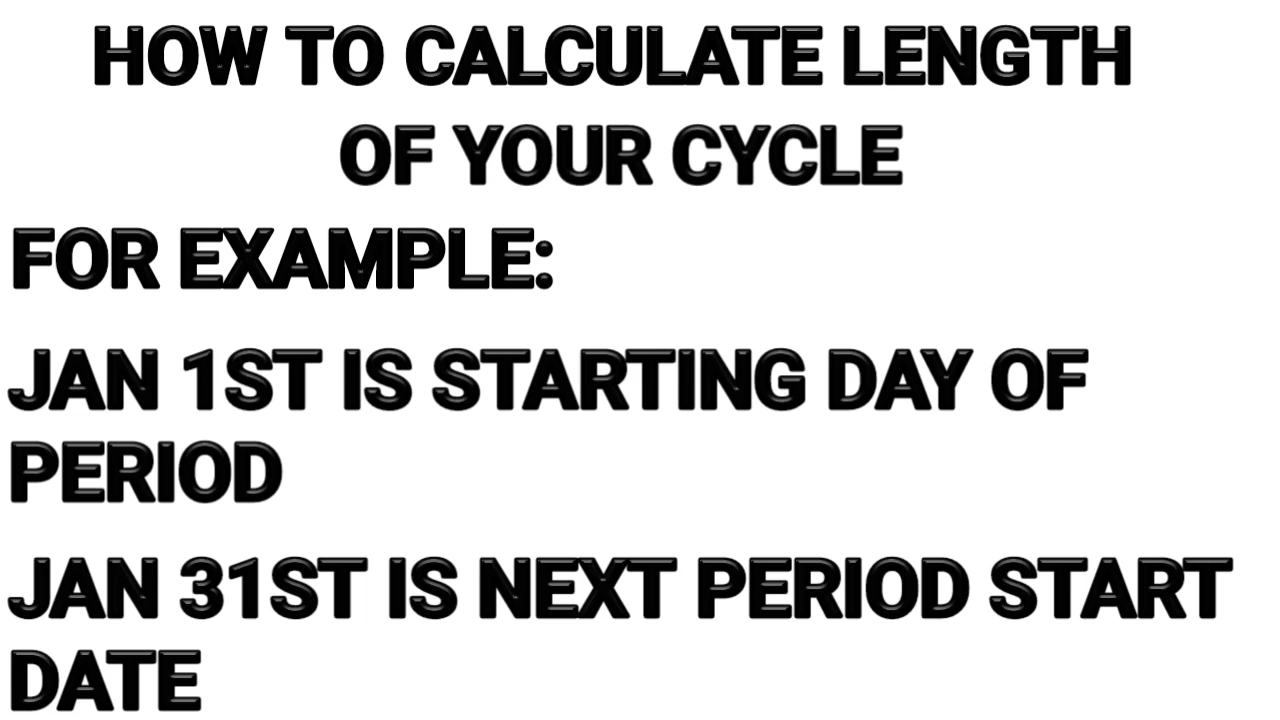 HOW TO CALCULATE LENGTH
OF YOUR CYCLE
FOR EXAMPLE:
JAN 1ST IS STARTING DAY OF
PERIOD
JAN 31ST IS NEXT PERIOD START
DATE